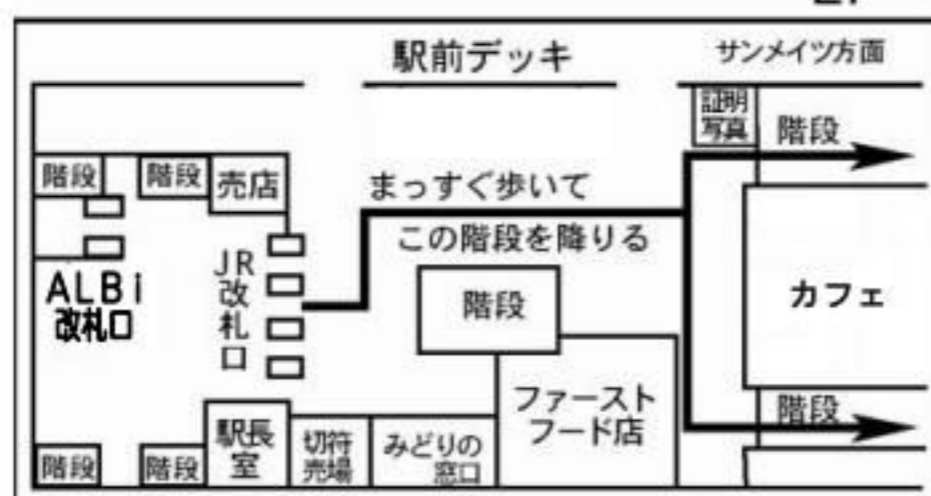 駅前デッキ
サンメイツ方面
証明
写真
階段
階段
階段
売店
まっすぐ歩いて
この階段を降りる
ALBi
改札口
JR改札口
階段
カフェ
ファースト
フード店
階段
駅長
室
切符
売場
みどりの
窓口
階段
階段